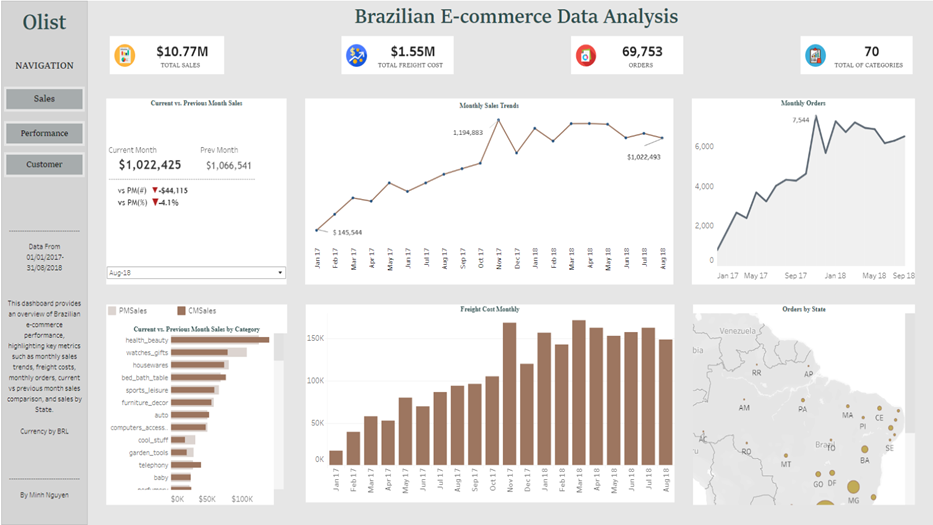 Olist
Brazilian E-commerce Data Analysis
NAVIGATION
Sales
Performance
Customer
Data From
01/01/2017-
31/08/2018
This dashboard provides
an overview of Brazilian
e-commerce
performance,
highlighting key metrics
such as monthly sales
trends, freight costs,
monthly orders, current
vs previous month sales
comparison, and sales by
State.
Currency by BRL
By Minh Nguyen
$10.77M
TOTAL SALES
$1.55M
TOTAL FREIGHT COST
69,753
ORDERS
70
TOTAL OF CATEGORIES
Current vs. Previous Month Sales
Current Month
Prev Month
$1,022,425
$1,066,541
vs PM(#) ▼-$44,115
vs PM(%) ▼-4.1%
Aug-18
Monthly Sales Trends
1,194,883
$1,022,493
$145,544
Jan 17
Feb 17
Mar 17
Apr 17
May 17
Jun 17
Jul 17
Aug 17
Sep 17
Oct 17
Nov 17
Dec 17
Jan 18
Feb 18
Mar 18
Apr 18
May 18
Jun 18
Jul 18
Aug 18
Monthly Orders
7,544
6,000
4,000
2,000
0
Jan 17 May 17 Sep 17 Jan 18 May 18 Sep 18
PMSales CMSales
Current vs. Previous Month Sales by Category
health_beauty
watches_gifts
housewares
bed_bath_table
sports_leisure
furniture_decor
auto
computers_access..
cool_stuff
garden_tools
telephony
baby
$0K $50K $100K
Freight Cost Monthly
150K
100K
50K
0K
Jan 17
Feb 17
Mar 17
Apr 17
May 17
Jun 17
Jul 17
Aug 17
Sep 17
Oct 17
Nov 17
Dec 17
Jan 18
Feb 18
Mar 18
Apr 18
May 18
Jun 18
Jul 18
Aug 18
Orders by State
Venezuela
bia
RR
AP
AM
PA
MA
CE
PI
Brazil
TO
SE
RO
BA
MT
GO
DF
MG